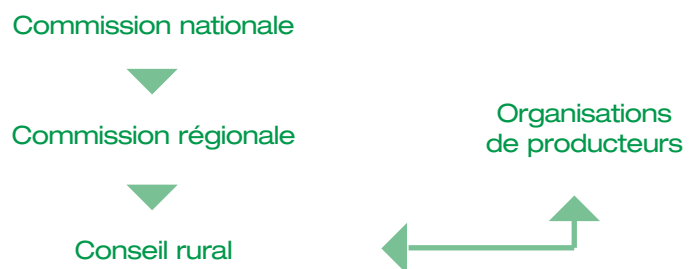 Commission nationale
Commission régionale
Organisations
de producteurs
Conseil rural